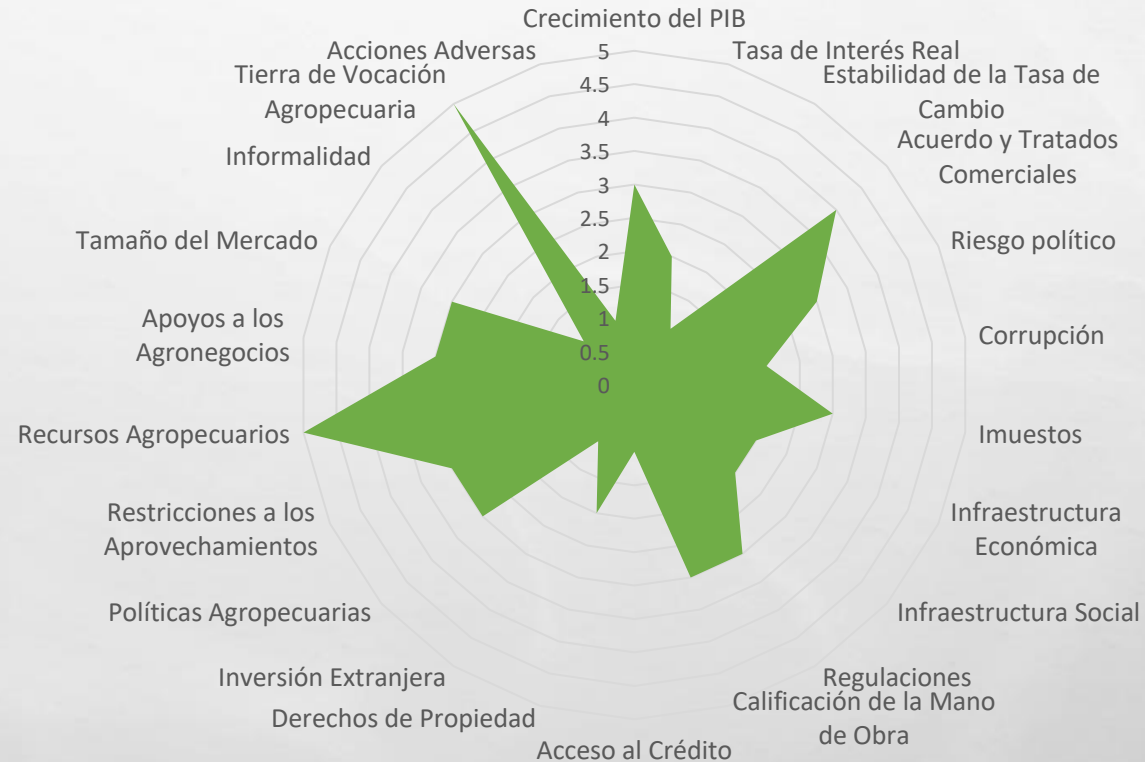 Crecimiento del PIB
Tasa de Interés Real
Estabilidad de la Tasa de
Cambio
Acuerdo y Tratados
Comerciales
Riesgo político
Corrupción
Imuestos
Infraestructura
Económica
Infraestructura Social
Regulaciones
Calificación de la Mano
de Obra
Acceso al Crédito
Derechos de Propiedad
Inversión Extranjera
Políticas Agropecuarias
Restricciones a los
Aprovechamientos
Recursos Agropecuarios
Apoyos a los
Agronegocios
Tamaño del Mercado
Informalidad
Tierra de Vocación
Agropecuaria
Acciones Adversas
5
4.5
4
3.5
3
2.5
2
1.5
1
0.5
0